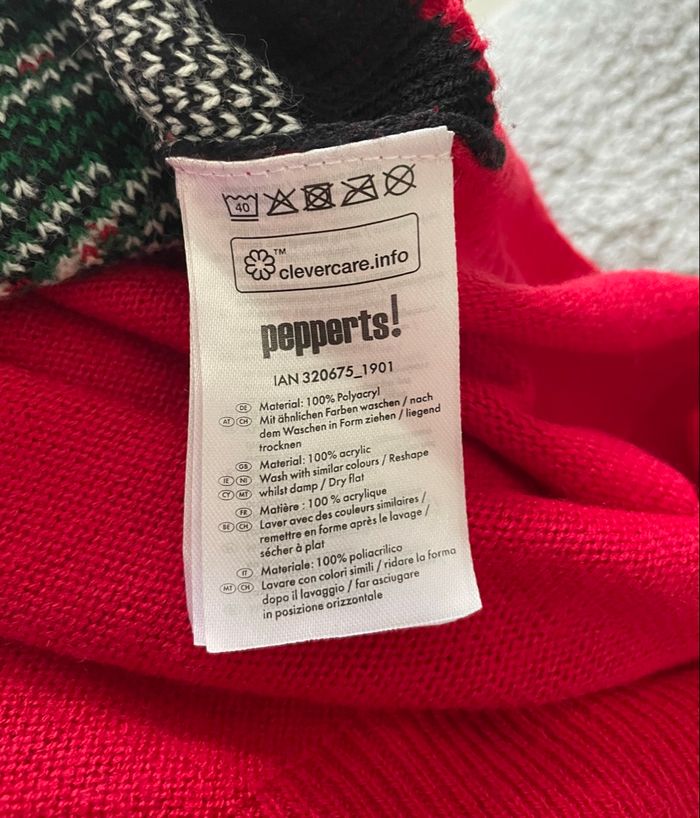 40
™
clevercare.info
pepperts!
IAN 320675_1901
DE Material: 100% Polyacryl
AT CH Mit ähnlichen Farben waschen / nach
dem Waschen in Form ziehen / liegend
trocknen
GB Material: 100% acrylic
IE NI Wash with similar colours / Reshape
CY MT whilst damp / Dry flat
FR Matière : 100 % acrylique
BE CH Laver avec des couleurs similaires /
remettre en forme après le lavage /
sécher à plat
IT Materiale: 100% poliacrilico
MT CH Lavare con colori simili / ridare la forma
dopo il lavaggio / far asciugare
in posizione orizzontale